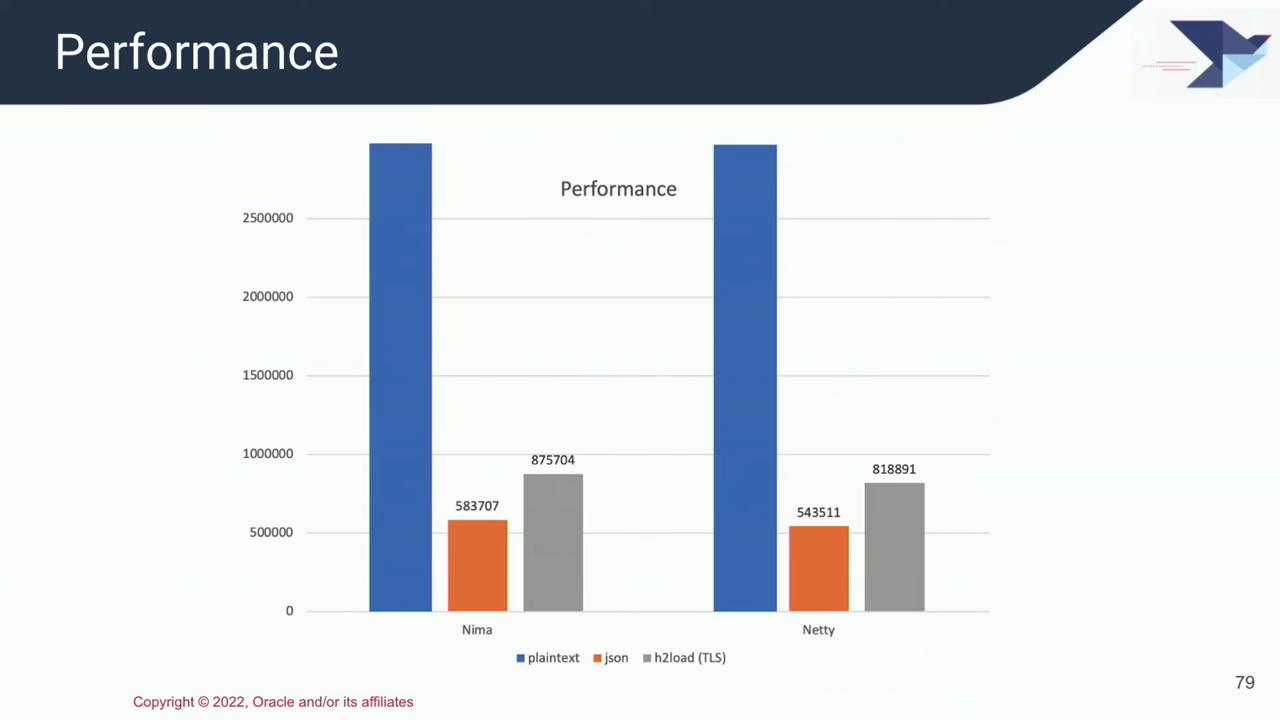 Performance
Performance
2500000
2000000
1500000
1000000
500000
0
875704
583707
818891
543511
Nima
Netty
plaintext
json
h2load (TLS)
79
Copyright © 2022, Oracle and/or its affiliates